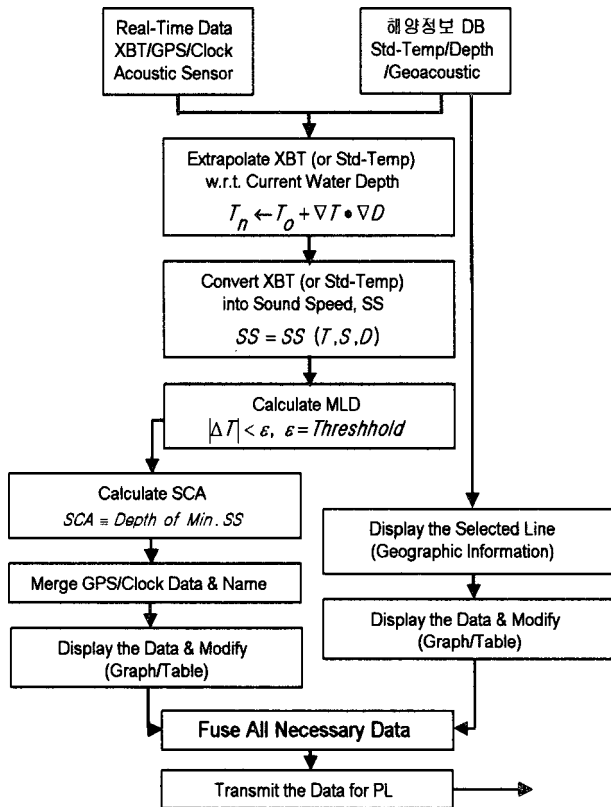 Real-Time Data
XBT/GPS/Clock
Acoustic Sensor
해양정보 DB
Std-Temp/Depth
/Geoacoustic
Extrapolate XBT (or Std-Temp)
w.r.t. Current Water Depth
Tn ← To + ∇T • ∇D
Convert XBT (or Std-Temp)
into Sound Speed, SS
SS = SS (T,S,D)
Calculate MLD
|ΔT| < ε, ε = Threshhold
Calculate SCA
SCA ≡ Depth of Min. SS
Merge GPS/Clock Data & Name
Display the Data & Modify
(Graph/Table)
Display the Selected Line
(Geographic Information)
Display the Data & Modify
(Graph/Table)
Fuse All Necessary Data
Transmit the Data for PL